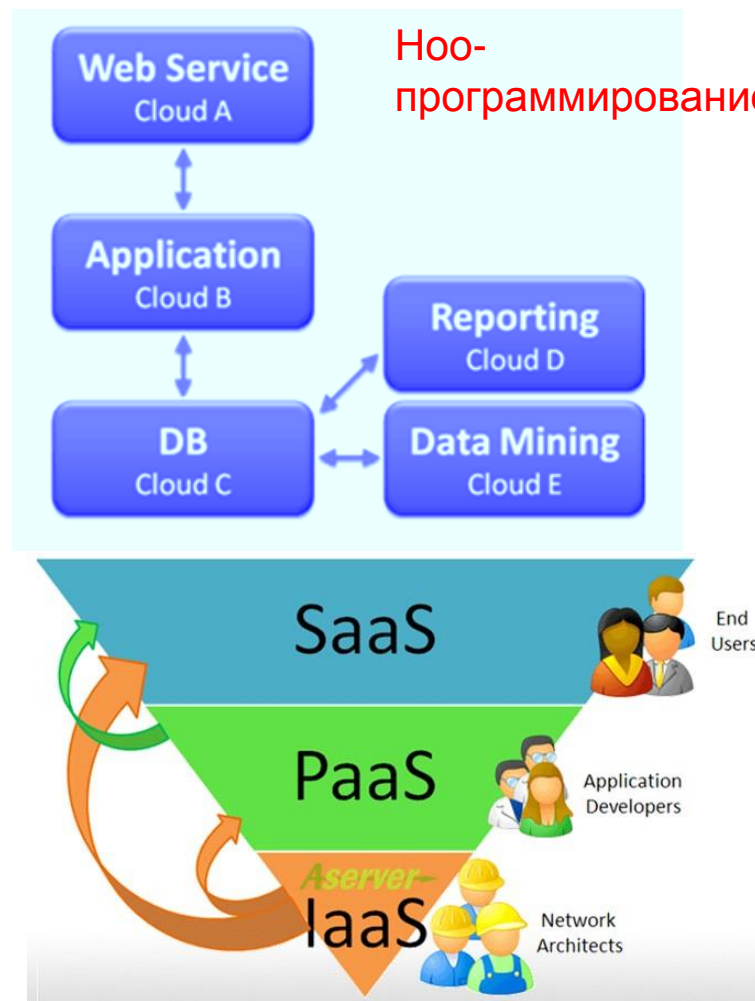 Ноо-
программирование
Web Service
Cloud A
Application
Cloud B
Reporting
Cloud D
DB
Cloud C
Data Mining
Cloud E
SaaS
End
Users
PaaS
Application
Developers
Aserver
IaaS
Network
Architects